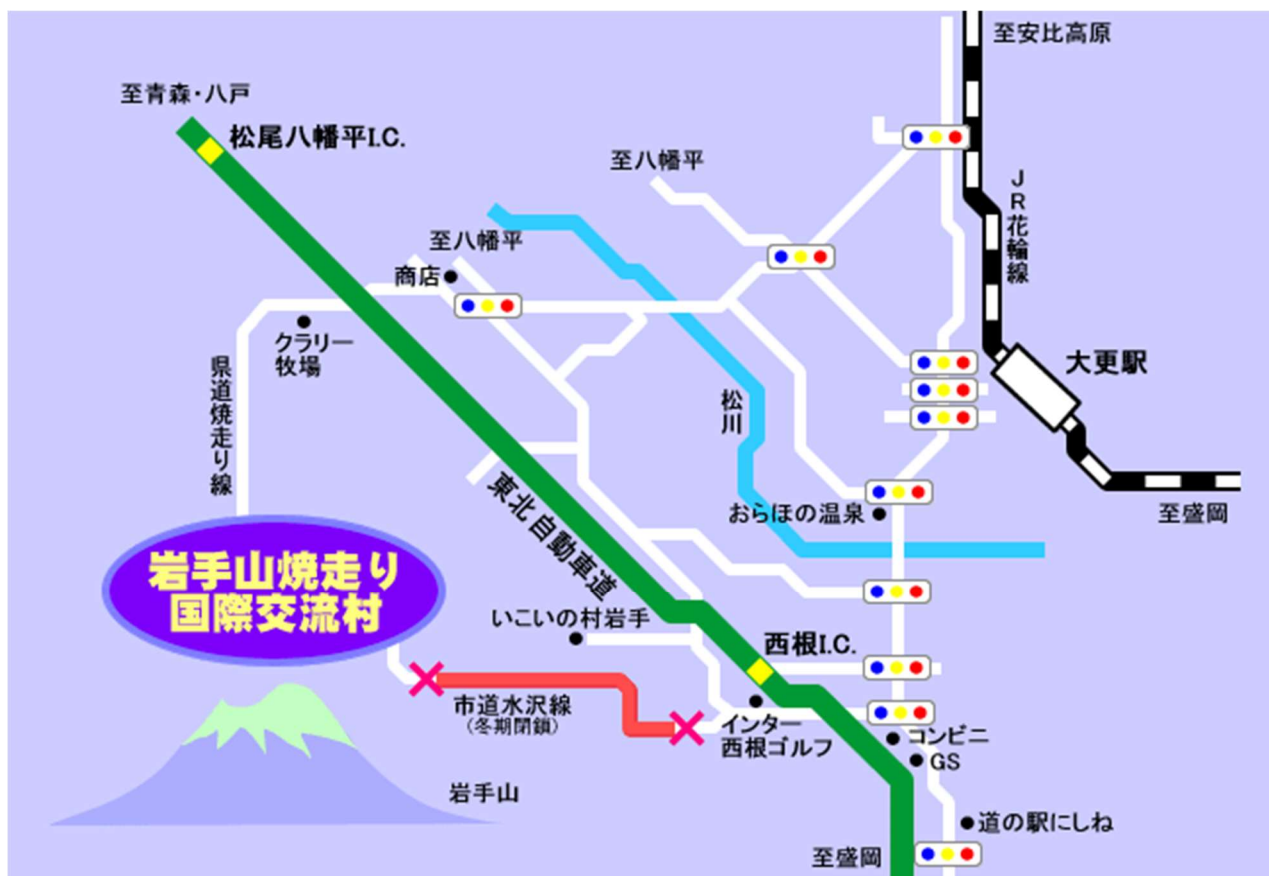 至安比高原
至青森・八戸
松尾八幡平I.C.
至八幡平
JR花輪線
至八幡平
商店
クラリー
牧場
県道焼走り線
大更駅
松川
東北自動車道
おらほの温泉
至盛岡
岩手山焼走り
国際交流村
いこいの村岩手
西根I.C.
市道水沢線
(冬期閉鎖)
インター
西根ゴルフ
コンビニ
GS
岩手山
道の駅にしね
至盛岡